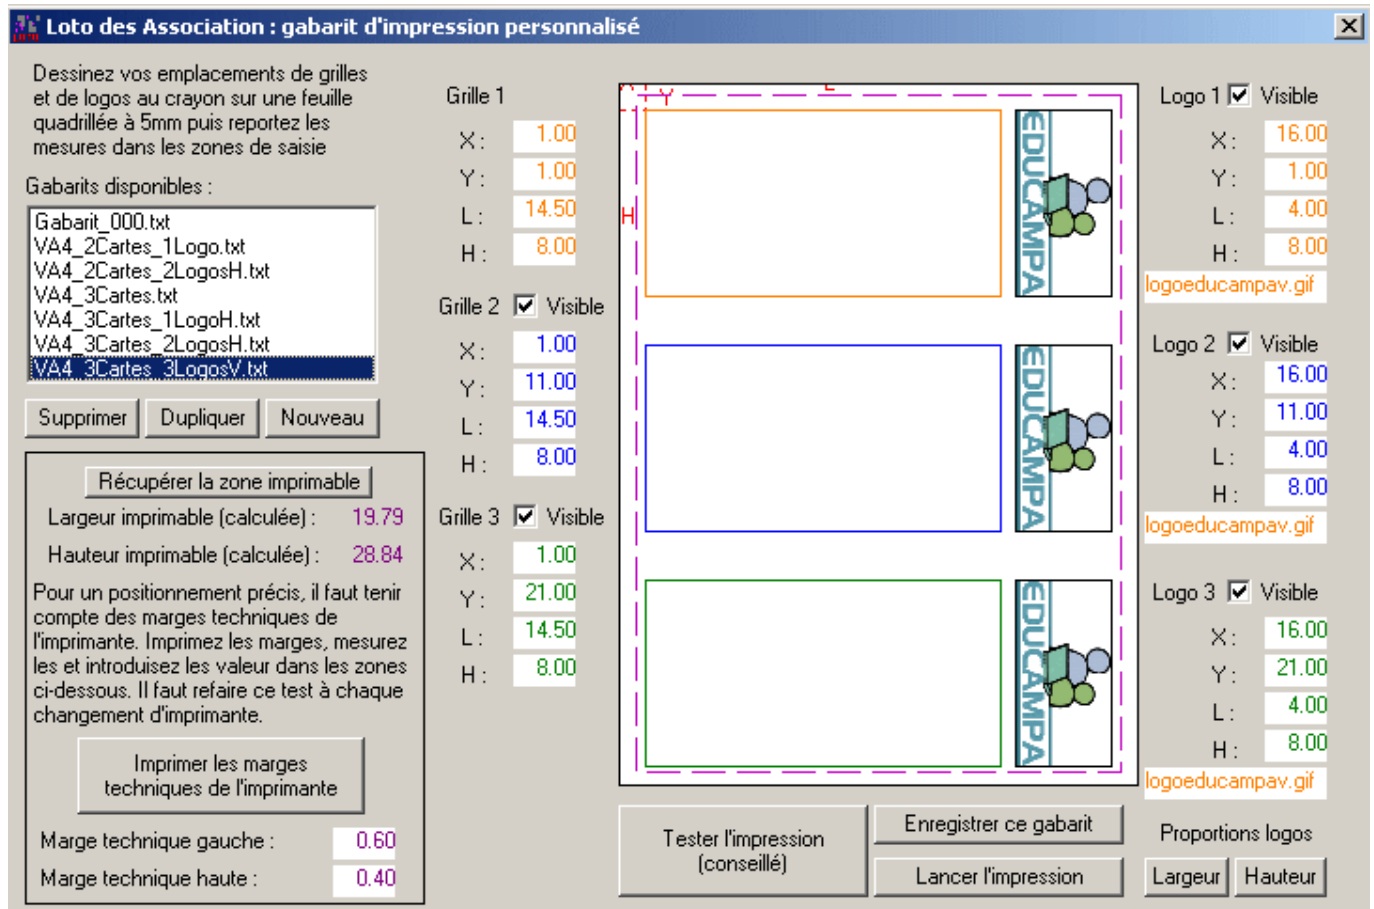 Loto des Association : gabarit d'impression personnalisé
Dessinez vos emplacements de grilles
et de logos au crayon sur une feuille
quadrillée à 5mm puis reportez les
mesures dans les zones de saisie
Gabarits disponibles :
Gabarit_000.txt
VA4_2Cartes_1Logo.txt
VA4_2Cartes_2LogosH.txt
VA4_3Cartes.txt
VA4_3Cartes_1LogoH.txt
VA4_3Cartes_2LogosH.txt
VA4_3Cartes_3LogosV.txt
Supprimer Dupliquer Nouveau
Récupérer la zone imprimable
Largeur imprimable (calculée) : 19.79
Hauteur imprimable (calculée) : 28.84
Pour un positionnement précis, il faut tenir
compte des marges techniques de
l'imprimante. Imprimez les marges, mesurez
les et introduisez les valeur dans les zones
ci-dessous. Il faut refaire ce test à chaque
changement d'imprimante.
Imprimer les marges
techniques de l'imprimante
Marge technique gauche : 0.60
Marge technique haute : 0.40
Grille 1
X : 1.00
Y : 1.00
L : 14.50
H : 8.00
Grille 2 Visible
X : 1.00
Y : 11.00
L : 14.50
H : 8.00
Grille 3 Visible
X : 1.00
Y : 21.00
L : 14.50
H : 8.00
Y
H
EDUCAMPA
EDUCAMPA
EDUCAMPA
Tester l'impression
(conseillé)
Enregistrer ce gabarit
Lancer l'impression
Logo 1 Visible
X : 16.00
Y : 1.00
L : 4.00
H : 8.00
logoeducampav.gif
Logo 2 Visible
X : 16.00
Y : 11.00
L : 4.00
H : 8.00
logoeducampav.gif
Logo 3 Visible
X : 16.00
Y : 21.00
L : 4.00
H : 8.00
logoeducampav.gif
Proportions logos
Largeur Hauteur